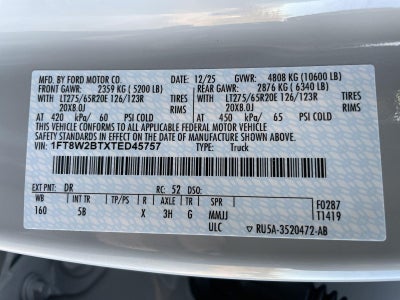 MFD. BY FORD MOTOR CO. 12/25 GVWR: 4808 KG (10600 LB)
FRONT GAWR: 2359 KG ( 5200 LB) REAR GAWR: 2876 KG ( 6340 LB)
WITH LT275/65R20E 126/123R TIRES WITH LT275/65R20E 126/123R TIRES
20X8.0J RIMS 20X8.0J RIMS
AT 420 kPa/ 60 PSI COLD AT 450 kPa/ 65 PSI COLD
THIS VEHICLE CONFORMS TO ALL APPLICABLE FEDERAL MOTOR VEHICLE SAFETY STANDARDS IN
EFFECT ON THE DATE OF MANUFACTURE SHOWN ABOVE.
VIN: 1FT8W2BTXTED45757 TYPE: Truck
EXT PNT: DR RC: 52 DSO: F0287
WB INT TR TP/PS R AXLE TR SPR T1419
160 5B X 3H G MMJJ
ULC ▽ RU5A-3520472-AB